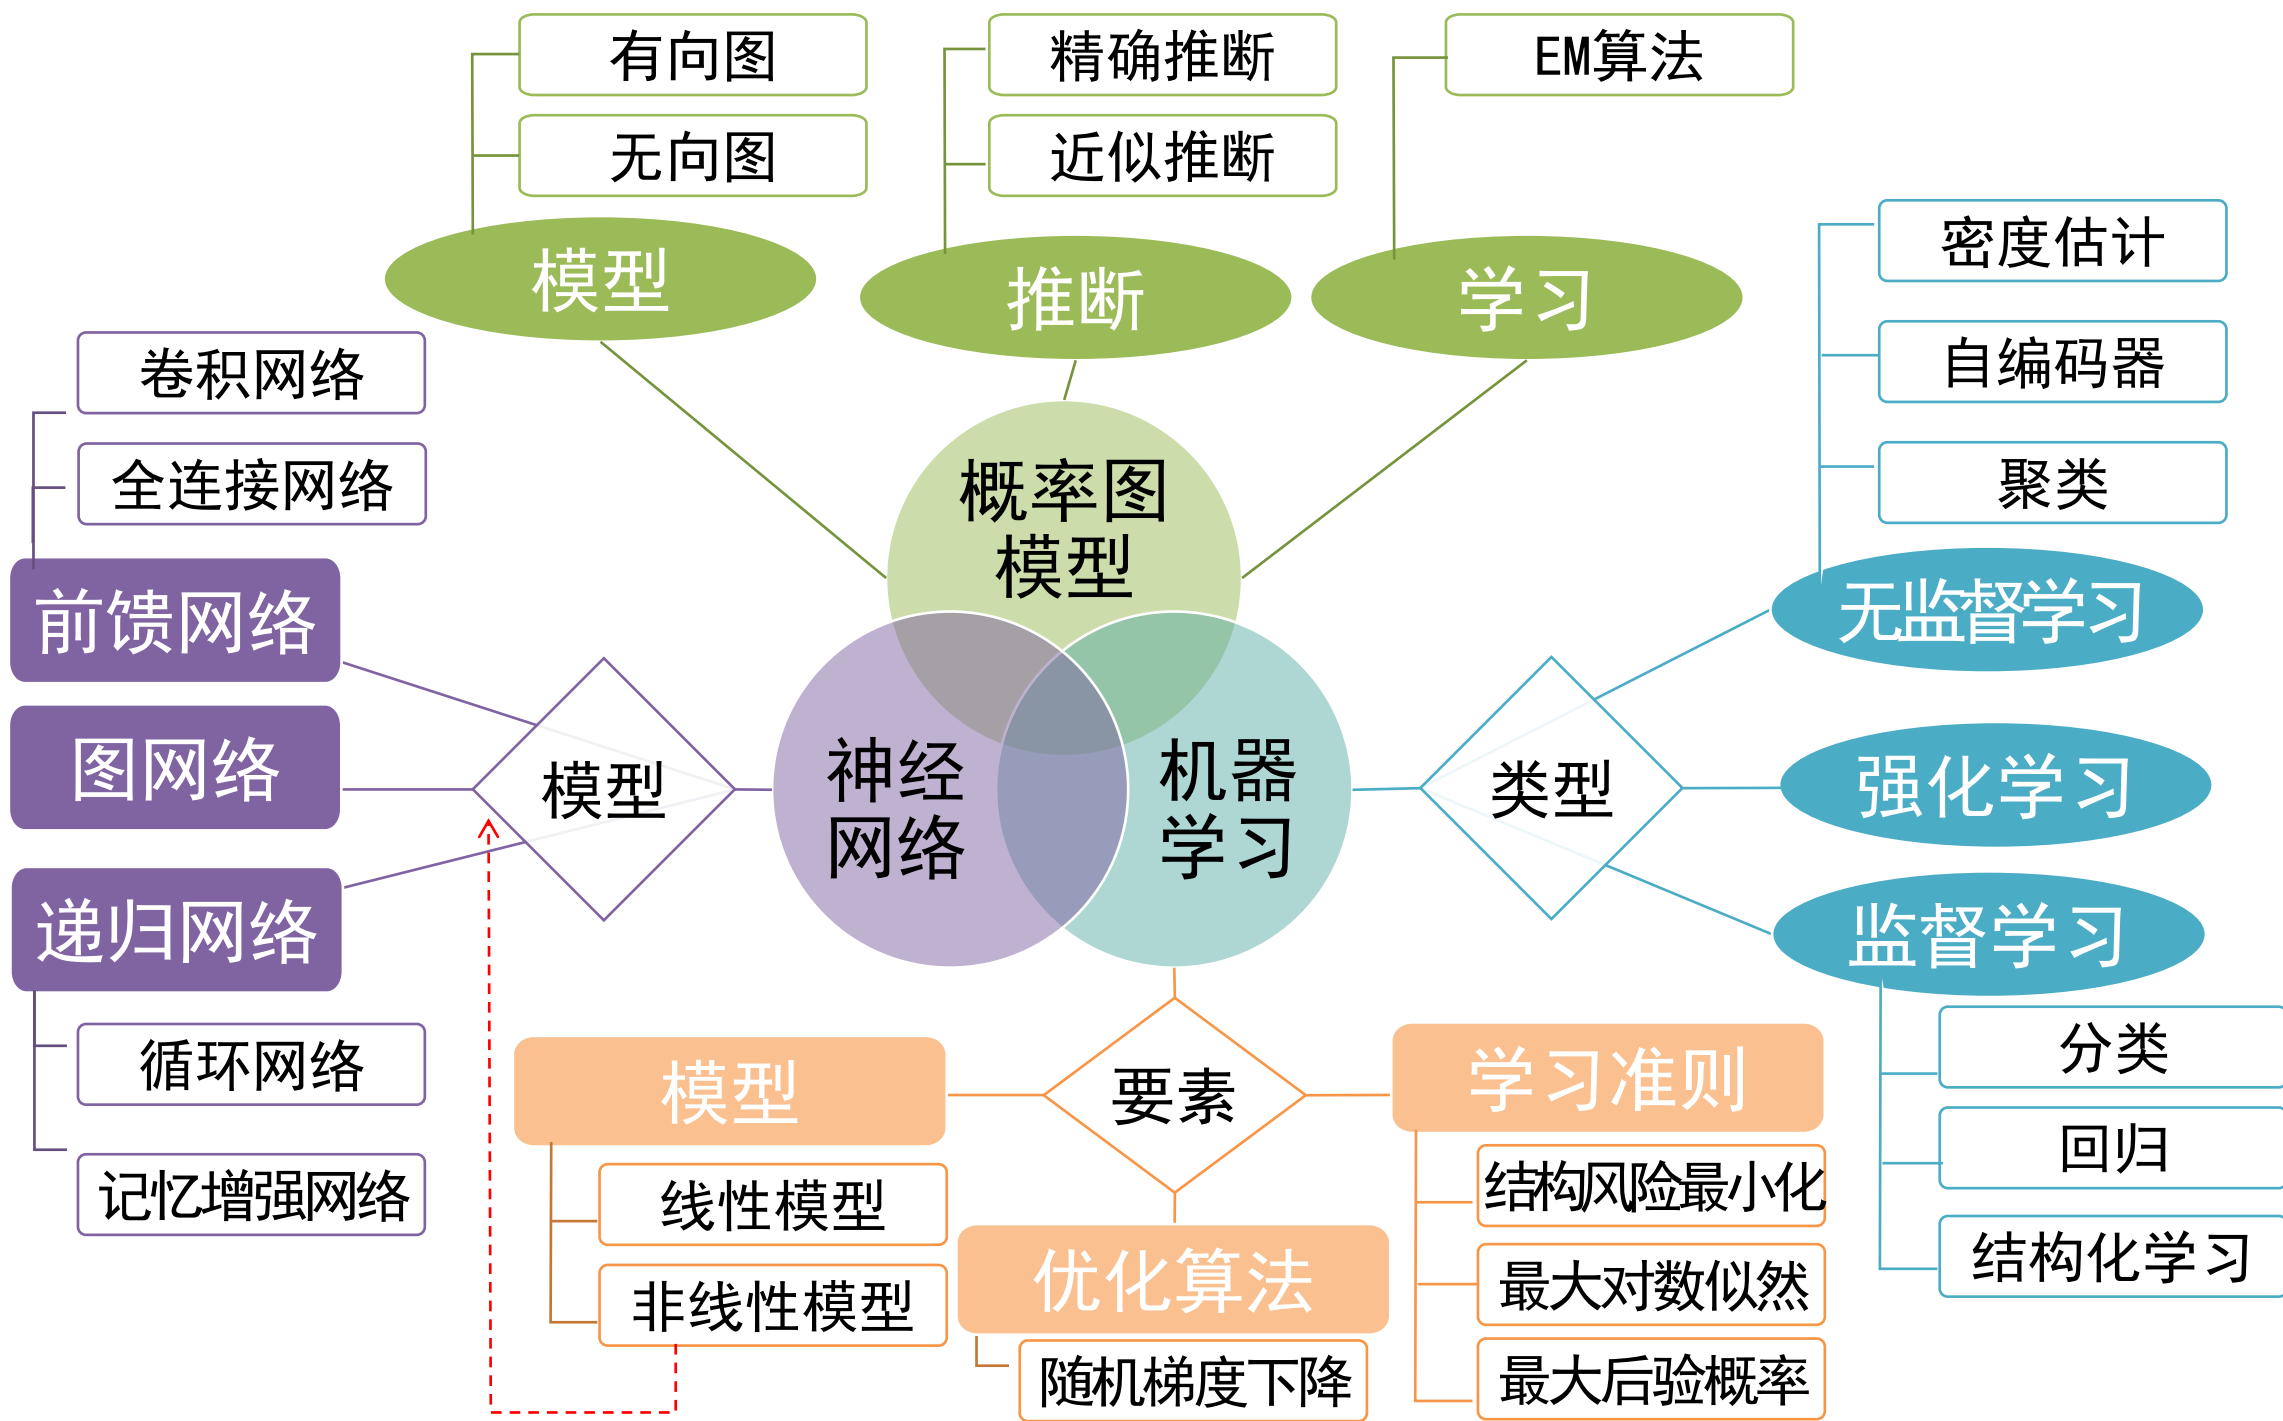 有向图
无向图
模型
精确推断
近似推断
推断
EM算法
学习
密度估计
自编码器
聚类
无监督学习
卷积网络
全连接网络
前馈网络
图网络
递归网络
循环网络
记忆增强网络
模型
概率图
模型
神经
网络
机器
学习
类型
强化学习
监督学习
分类
回归
结构化学习
要素
模型
线性模型
非线性模型
优化算法
随机梯度下降
学习准则
结构风险最小化
最大对数似然
最大后验概率